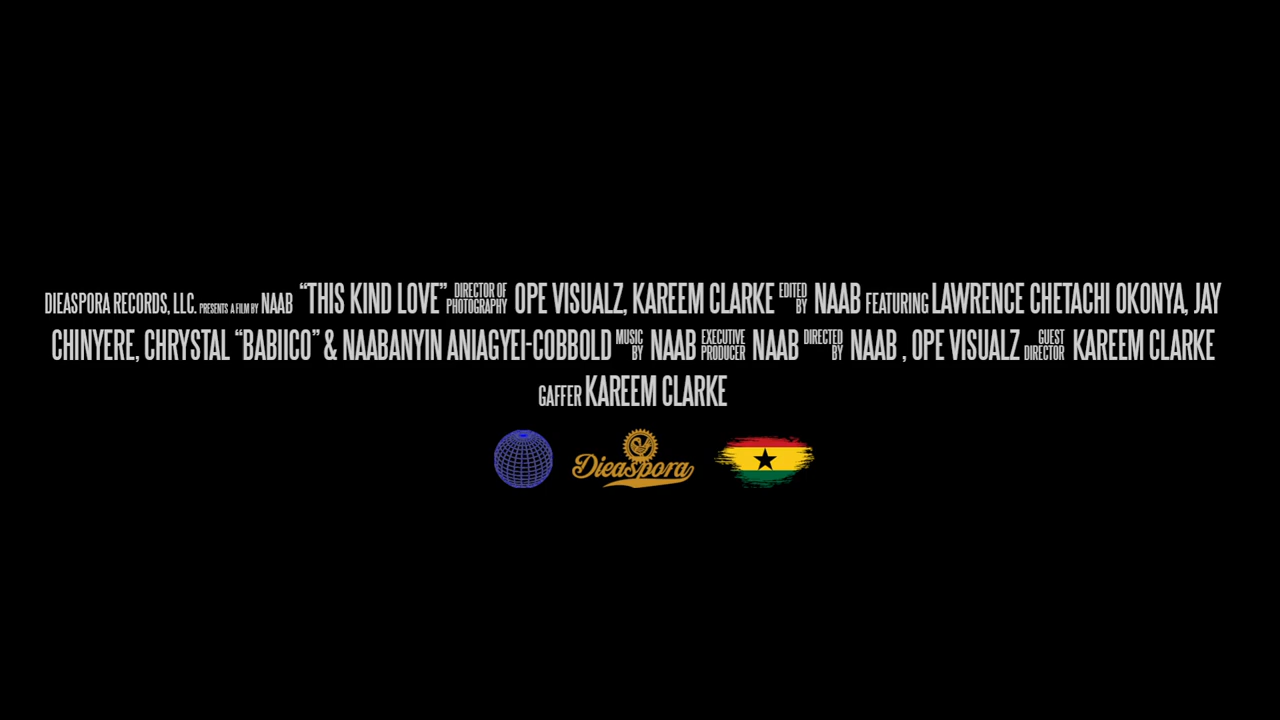 DIEASPORA RECORDS, LLC. PRESENTS A FILM BY NAAB “THIS KIND LOVE” DIRECTOR OF PHOTOGRAPHY OPE VISUALZ, KAREEM CLARKE EDITED BY NAAB FEATURING LAWRENCE CHETACHI OKONYA, JAY
CHINYERE, CHRYSTAL “BABIICO” & NAABANYIN ANIAGYEI-COBBOLD MUSIC BY NAAB EXECUTIVE PRODUCER NAAB DIRECTED BY NAAB , OPE VISUALZ GUEST DIRECTOR KAREEM CLARKE
GAFFER KAREEM CLARKE
Dieaspora